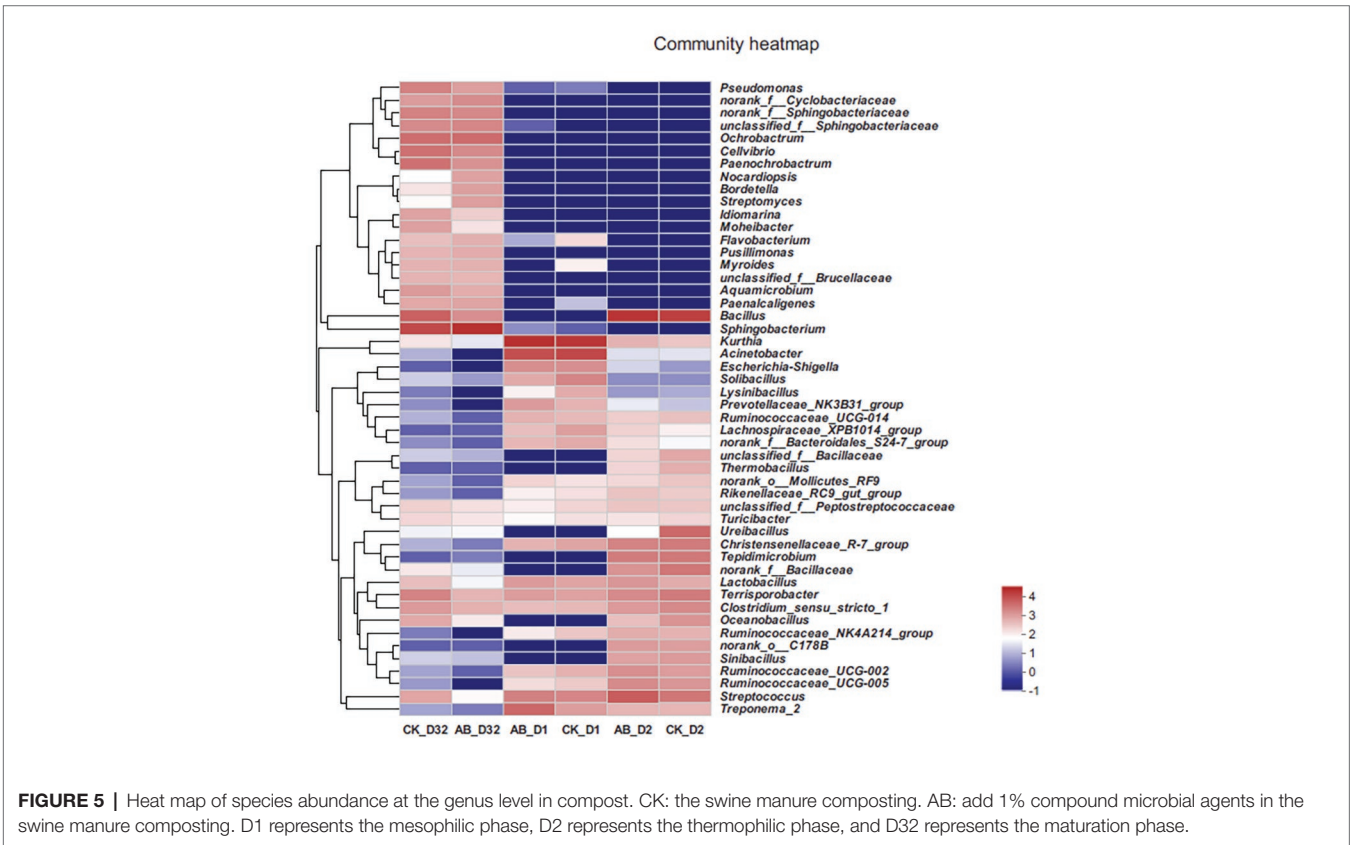 Community heatmap
Pseudomonas
norank_f__Cyclobacteriaceae
norank_f__Sphingobacteriaceae
unclassified_f__Sphingobacteriaceae
Ochrobactrum
Cellvibrio
Paenochrobactrum
Nocardiopsis
Bordetella
Streptomyces
Idiomarina
Moheibacter
Flavobacterium
Pusillimonas
Myroides
unclassified_f__Brucellaceae
Aquamicrobium
Paenalcaligenes
Bacillus
Sphingobacterium
Kurthia
Acinetobacter
Escherichia-Shigella
Solibacillus
Lysinibacillus
Prevotellaceae_NK3B31_group
Ruminococcaceae_UCG-014
Lachnospiraceae_XPB1014_group
norank_f__Bacteroidales_S24-7_group
unclassified_f__Bacillaceae
Thermobacillus
norank_o__Mollicutes_RF9
Rikenellaceae_RC9_gut_group
unclassified_f__Peptostreptococcaceae
Turicibacter
Ureibacillus
Christensenellaceae_R-7_group
Tepidimicrobium
norank_f__Bacillaceae
Lactobacillus
Terrisporobacter
Clostridium_sensu_stricto_1
Oceanobacillus
Ruminococcaceae_NK4A214_group
norank_o__C178B
Sinibacillus
Ruminococcaceae_UCG-002
Ruminococcaceae_UCG-005
Streptococcus
Treponema_2
CK_D32 AB_D32 AB_D1 CK_D1 AB_D2 CK_D2
4
3
2
1
0
-1
FIGURE 5 | Heat map of species abundance at the genus level in compost. CK: the swine manure composting. AB: add 1% compound microbial agents in the
swine manure composting. D1 represents the mesophilic phase, D2 represents the thermophilic phase, and D32 represents the maturation phase.